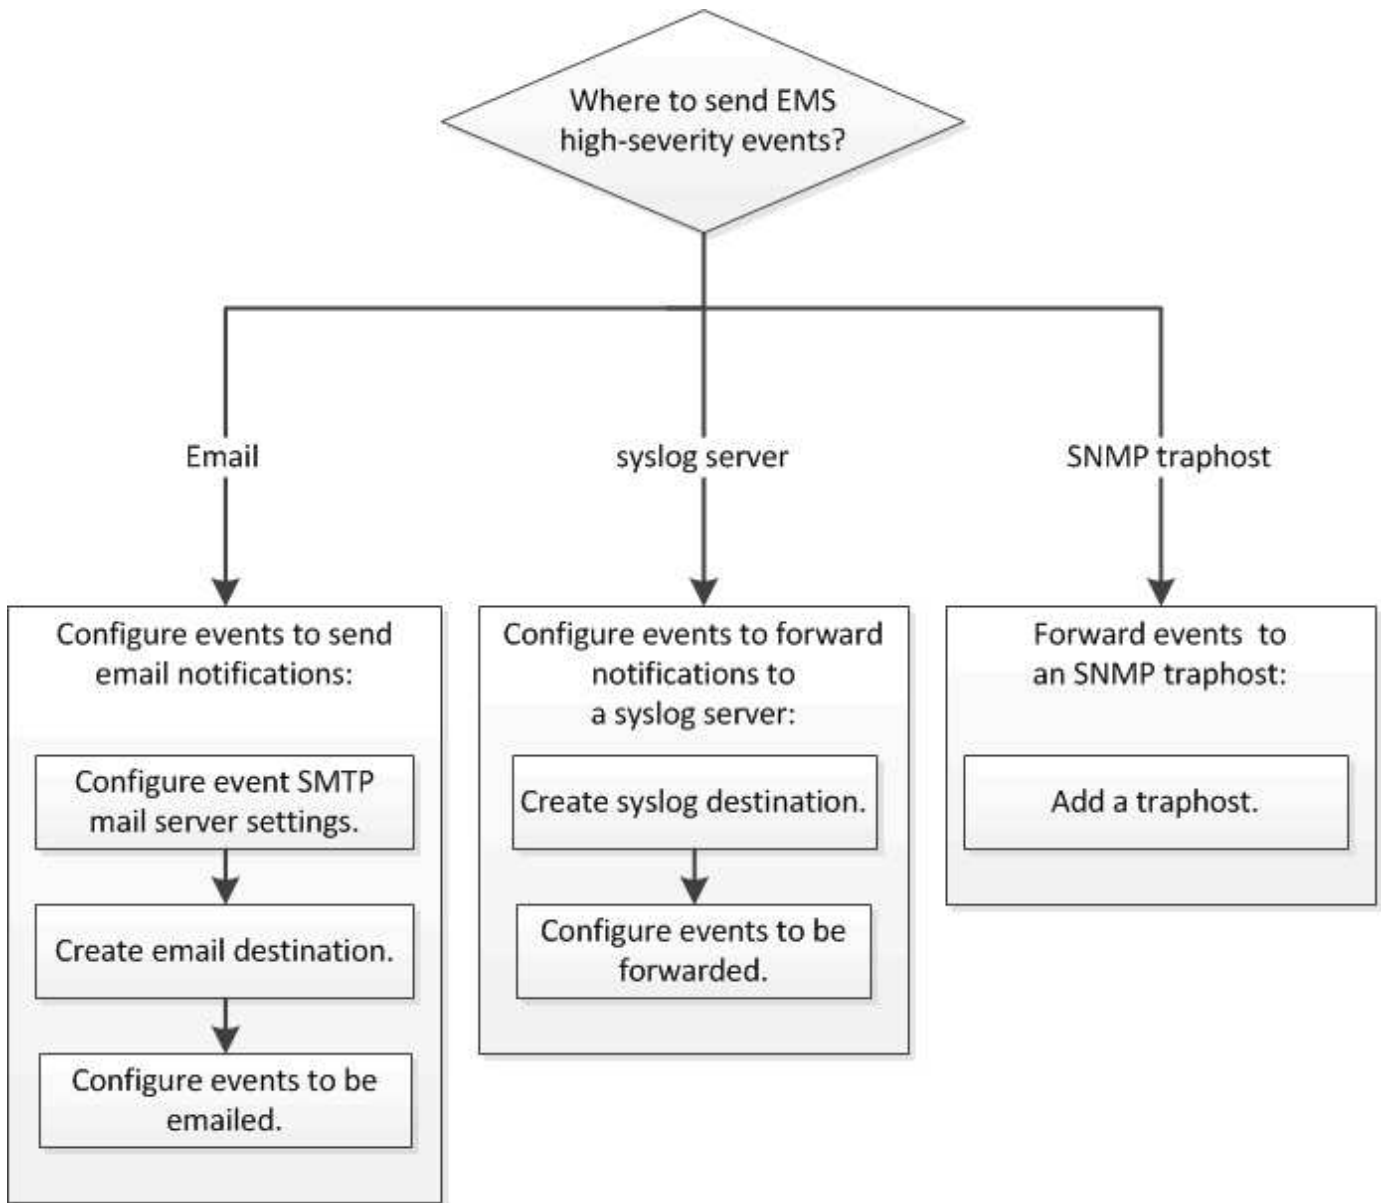 Where to send EMS
high-severity events?
Email
syslog server
SNMP traphost
Configure events to send
email notifications:
Configure event SMTP
mail server settings.
Create email destination.
Configure events to be
emailed.
Configure events to forward
notifications to
a syslog server:
Create syslog destination.
Configure events to be
forwarded.
Forward events to
an SNMP traphost:
Add a traphost.